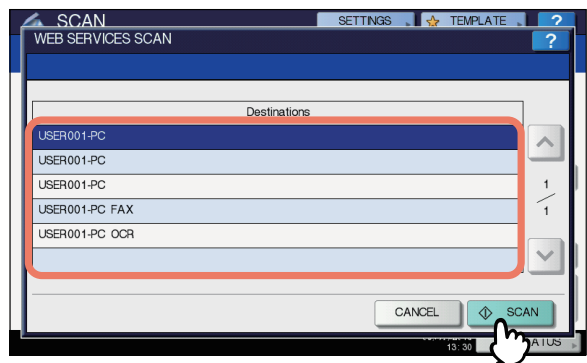 SCAN SETTINGS TEMPLATE ?
WEB SERVICES SCAN ?
Destinations
USER001-PC
USER001-PC
USER001-PC
USER001-PC FAX
USER001-PC OCR
1
1
CANCEL SCAN
13:30